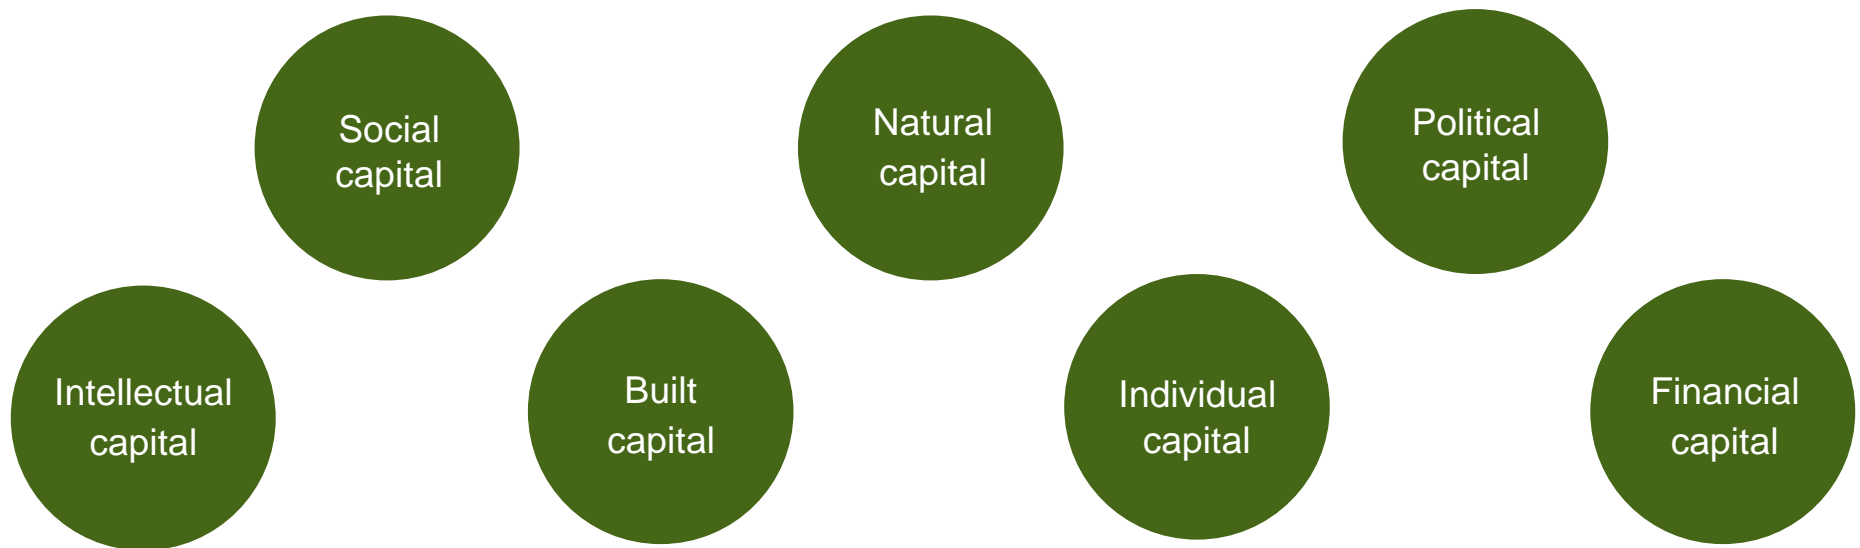 Social
capital
Natural
capital
Political
capital
Intellectual
capital
Built
capital
Individual
capital
Financial
capital